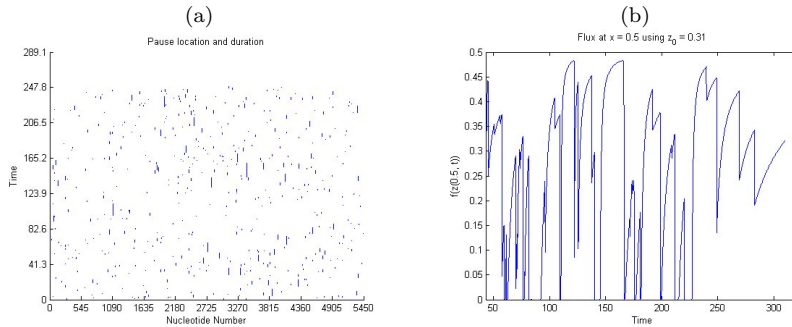 (a)
Pause location and duration
289.1
247.8
206.5
165.2
123.9
82.6
41.3
0
Time
0 545 1090 1635 2180 2725 3270 3815 4360 4905 5450
Nucleotide Number
(b)
Flux at x = 0.5 using z0 = 0.31
0.5
0.45
0.4
0.35
0.3
0.25
0.2
0.15
0.1
0.05
0
f(z(0.5, t))
50 100 150 200 250 300
Time